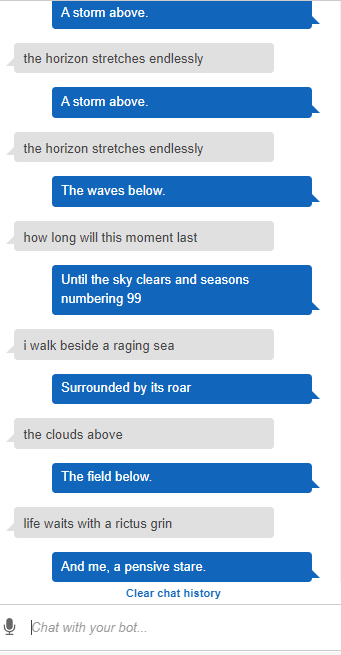 A storm above.
the horizon stretches endlessly
A storm above.
the horizon stretches endlessly
The waves below.
how long will this moment last
Until the sky clears and seasons
numbering 99
i walk beside a raging sea
Surrounded by its roar
the clouds above
The field below.
life waits with a rictus grin
And me, a pensive stare.
Clear chat history
Chat with your bot...